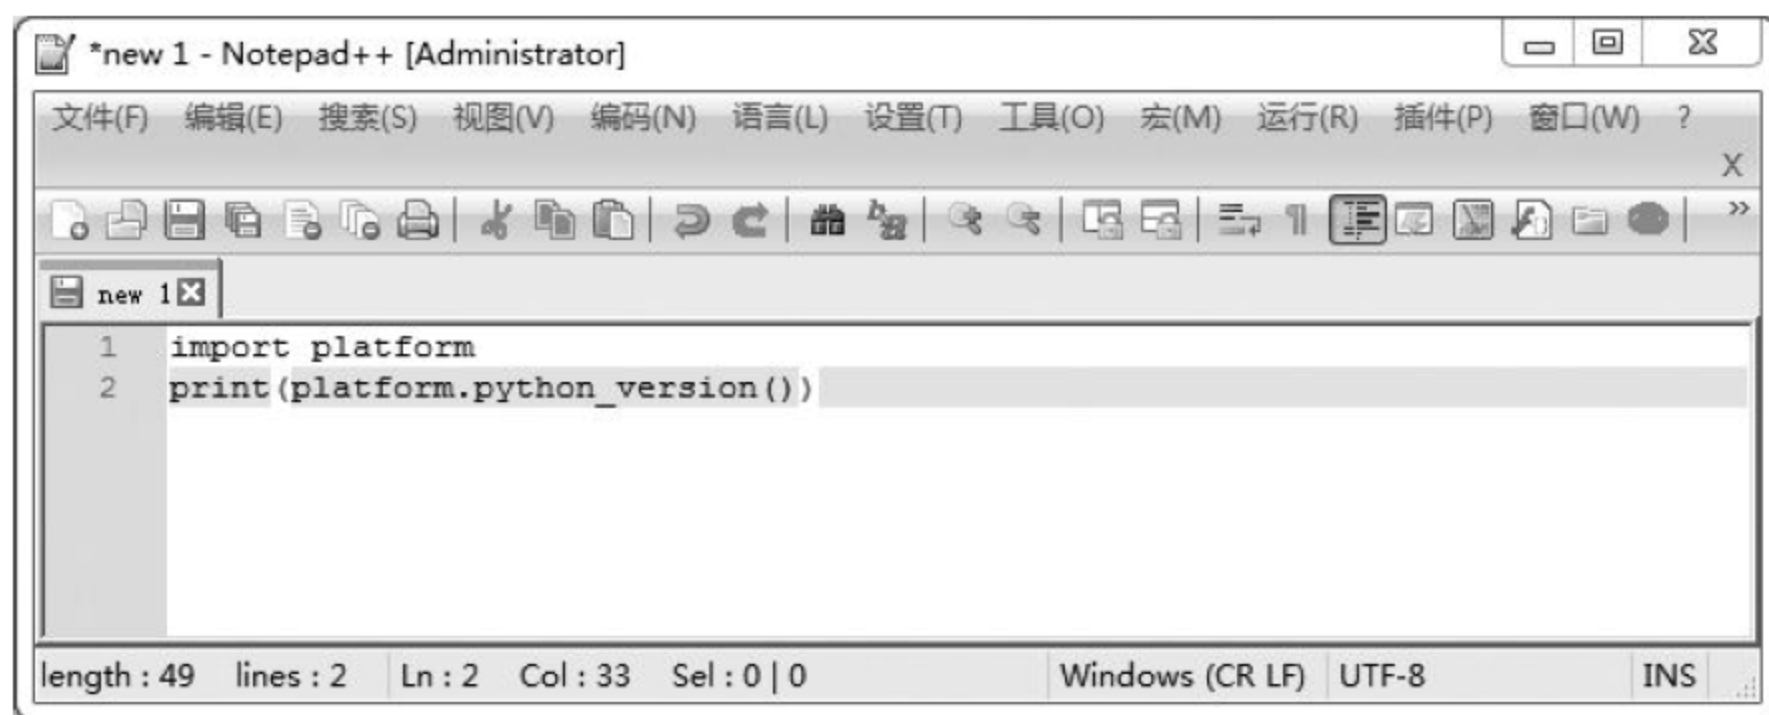 *new 1 - Notepad++ [Administrator]
文件(F) 编辑(E) 搜索(S) 视图(V) 编码(N) 语言(L) 设置(T) 工具(O) 宏(M) 运行(R) 插件(P) 窗口(W) ?
X
new 1
1 import platform
2 print(platform.python_version())
length : 49 lines : 2 Ln : 2 Col : 33 Sel : 0 | 0 Windows (CR LF) UTF-8 INS